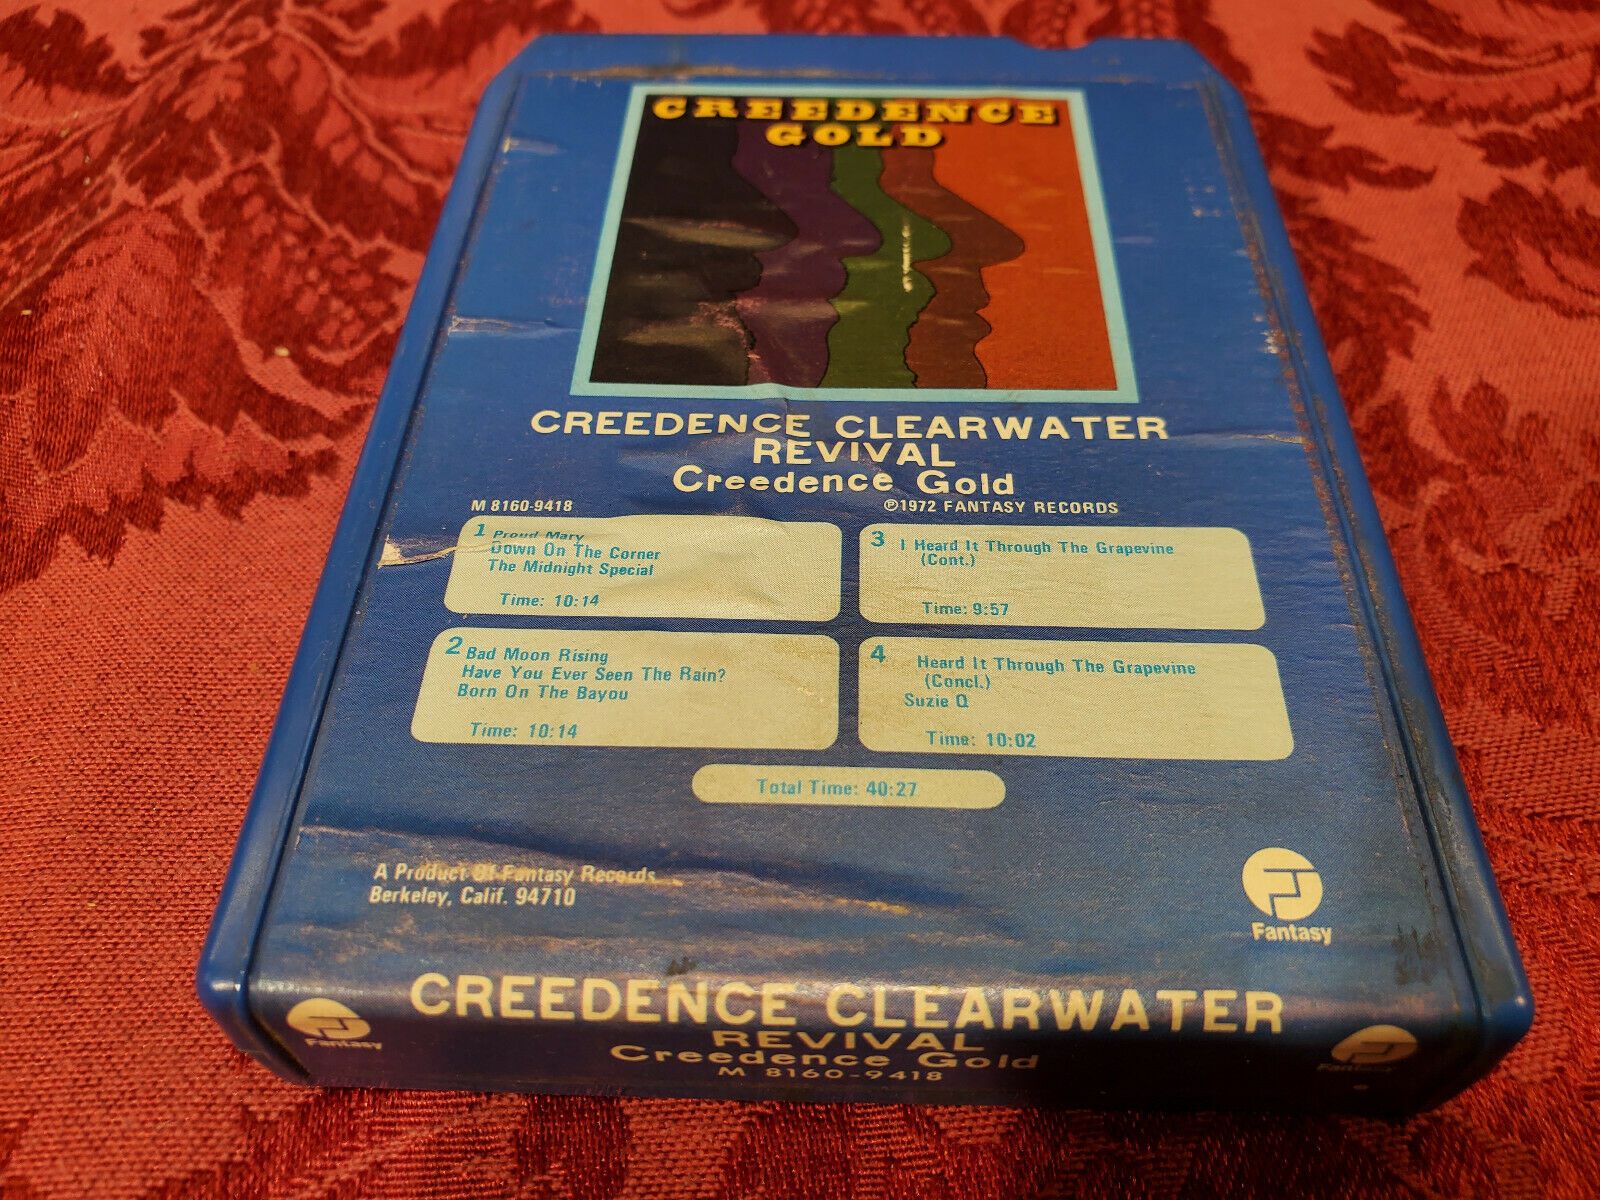 CREEDENCE
GOLD
CREEDENCE CLEARWATER
REVIVAL
Creedence Gold
M 8160-9418
℗1972 FANTASY RECORDS
1 Proud Mary
Down On The Corner
The Midnight Special
Time: 10:14
2 Bad Moon Rising
Have You Ever Seen The Rain?
Born On The Bayou
Time: 10:14
3 I Heard It Through The Grapevine
(Cont.)
Time: 9:57
4 Heard It Through The Grapevine
(Concl.)
Suzie Q
Time: 10:02
Total Time: 40:27
A Product Of Fantasy Records
Berkeley, Calif. 94710
Fantasy
CREEDENCE CLEARWATER
REVIVAL
Creedence Gold
M 8160-9418
Fantasy
Fantasy